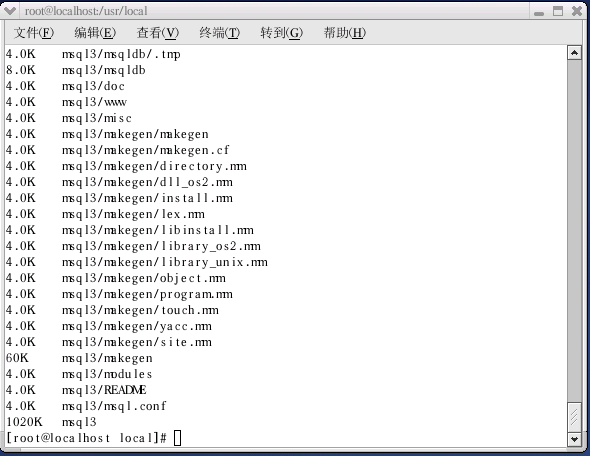 root@localhost:/usr/local
文件(F) 编辑(E) 查看(V) 终端(T) 转到(G) 帮助(H)
4.0K msql3/msqldb/.tmp
8.0K msql3/msqldb
4.0K msql3/doc
4.0K msql3/www
4.0K msql3/misc
4.0K msql3/makegen/makegen
4.0K msql3/makegen/makegen.cf
4.0K msql3/makegen/directory.mm
4.0K msql3/makegen/dll_os2.mm
4.0K msql3/makegen/install.mm
4.0K msql3/makegen/lex.mm
4.0K msql3/makegen/libinstall.mm
4.0K msql3/makegen/library_os2.mm
4.0K msql3/makegen/library_unix.mm
4.0K msql3/makegen/object.mm
4.0K msql3/makegen/program.mm
4.0K msql3/makegen/touch.mm
4.0K msql3/makegen/yacc.mm
4.0K msql3/makegen/site.mm
60K msql3/makegen
4.0K msql3/modules
4.0K msql3/README
4.0K msql3/msql.conf
1020K msql3
[root@localhost local]#